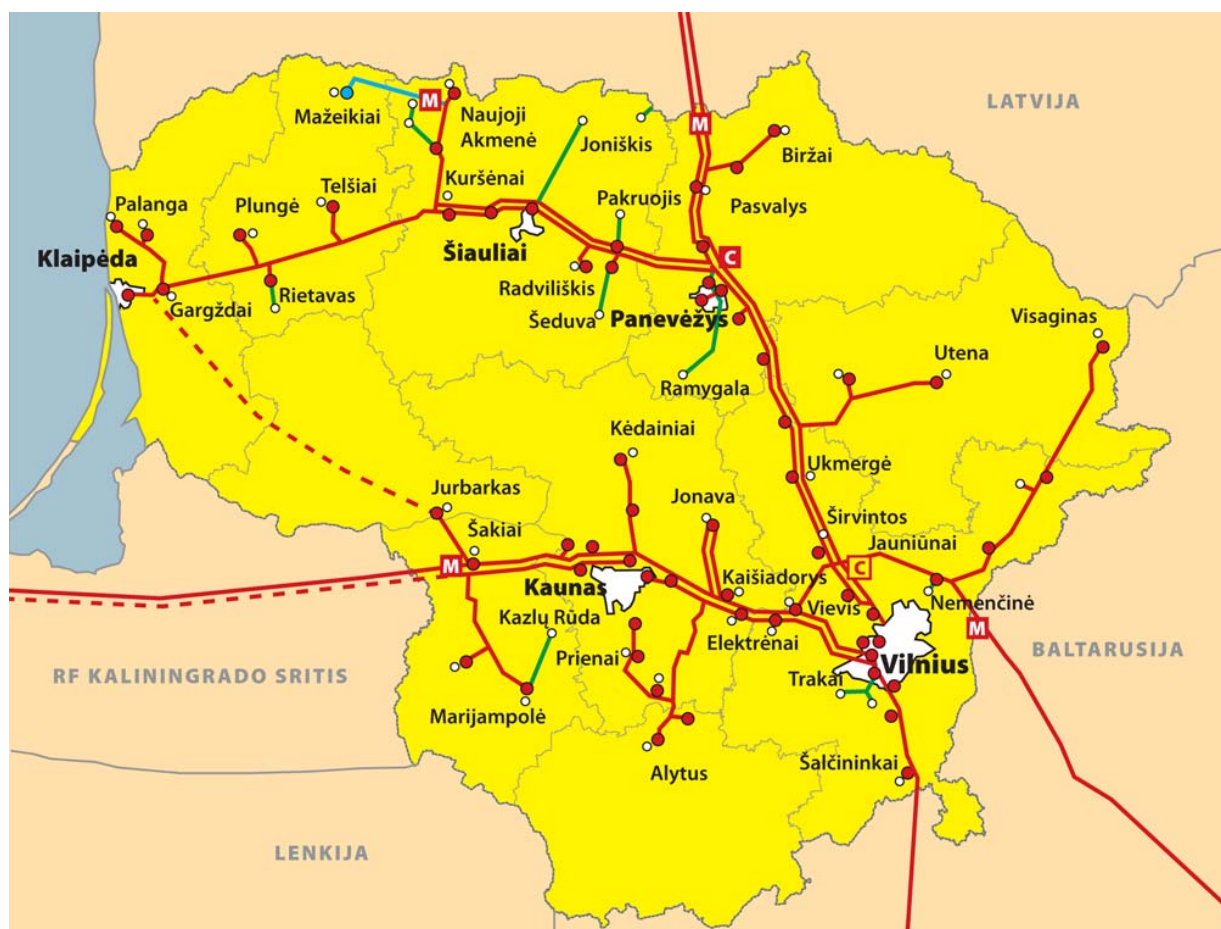 LATVIJA
M
Mažeikiai
M
Naujoji
Akmenė
Joniškis
M
Biržai
Telšiai
Kuršėnai
Pakruojis
Pasvalys
Palanga
Plungė
Klaipėda
Šiauliai
C
Gargždai
Rietavas
Radviliškis
Šeduva
Panevėžys
Visaginas
Utena
Ramygala
Kėdainiai
Ukmergė
Jurbarkas
Jonava
Širvintos
Šakiai
Jauniūnai
M
C
Kaunas
Kaišiadorys
Vievis
Nemenčinė
Kazlų Rūda
Elektrėnai
M
Prienai
BALTARUSIJA
RF KALININGRADO SRITIS
Trakai
Vilnius
Marijampolė
Alytus
Šalčininkai
LENKIJA